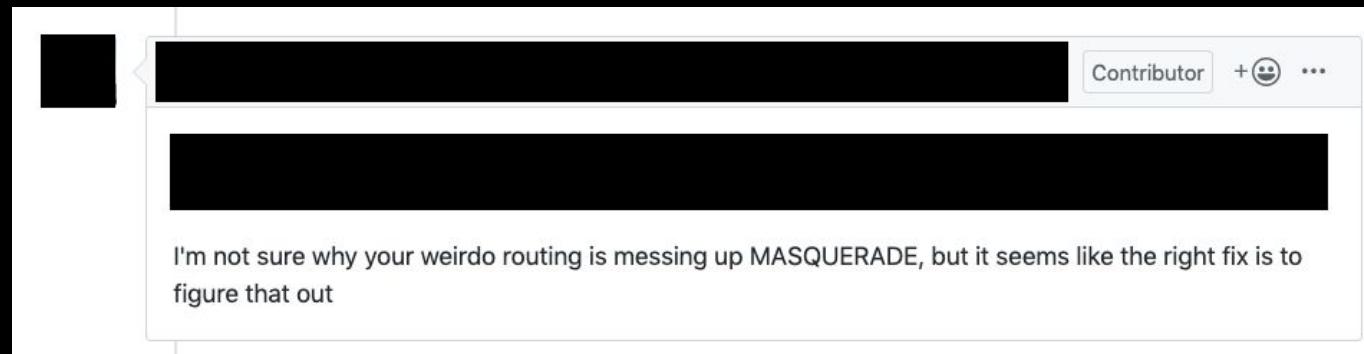 Contributor
I'm not sure why your weirdo routing is messing up MASQUERADE, but it seems like the right fix is to
figure that out